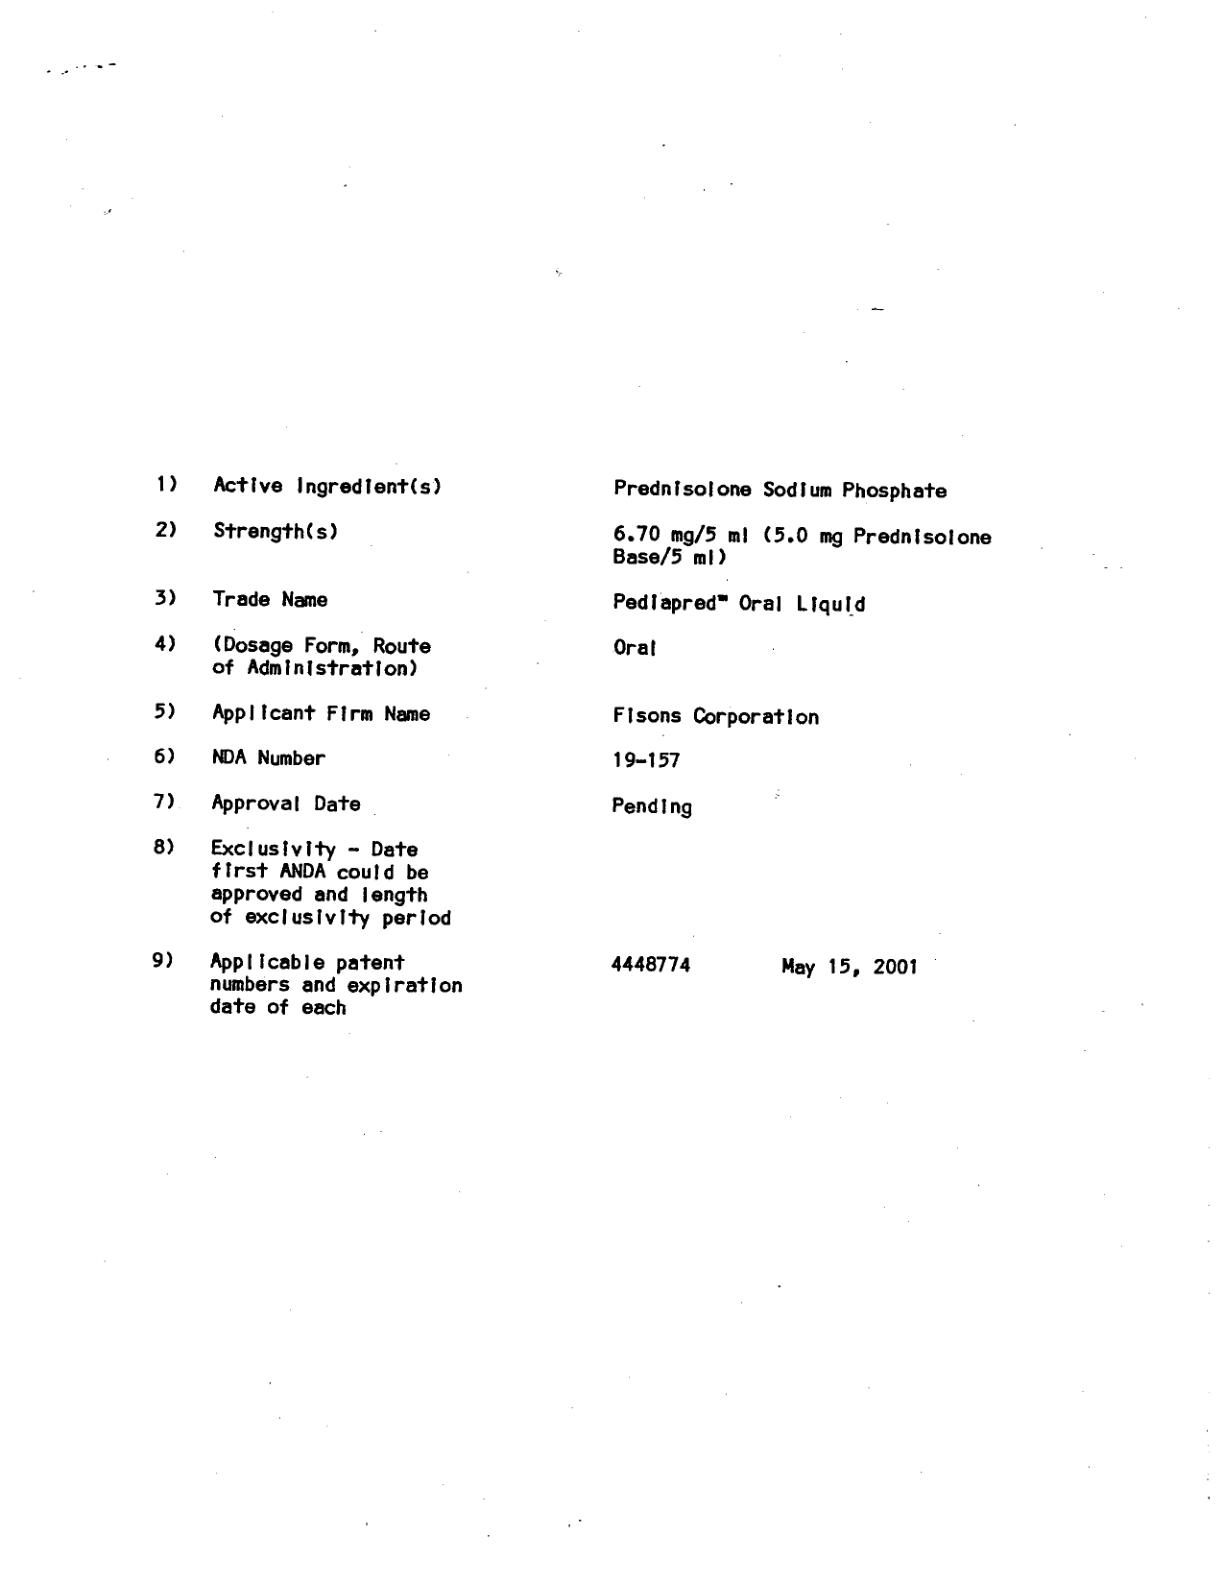 1) Active Ingredient(s) Prednisolone Sodium Phosphate
2) Strength(s) 6.70 mg/5 ml (5.0 mg Prednisolone
Base/5 ml)
3) Trade Name Pediapred™ Oral Liquid
4) (Dosage Form, Route Oral
of Administration)
5) Applicant Firm Name Fisons Corporation
6) NDA Number 19-157
7) Approval Date Pending
8) Exclusivity - Date
first ANDA could be
approved and length
of exclusivity period
9) Applicable patent 4448774 May 15, 2001
numbers and expiration
date of each